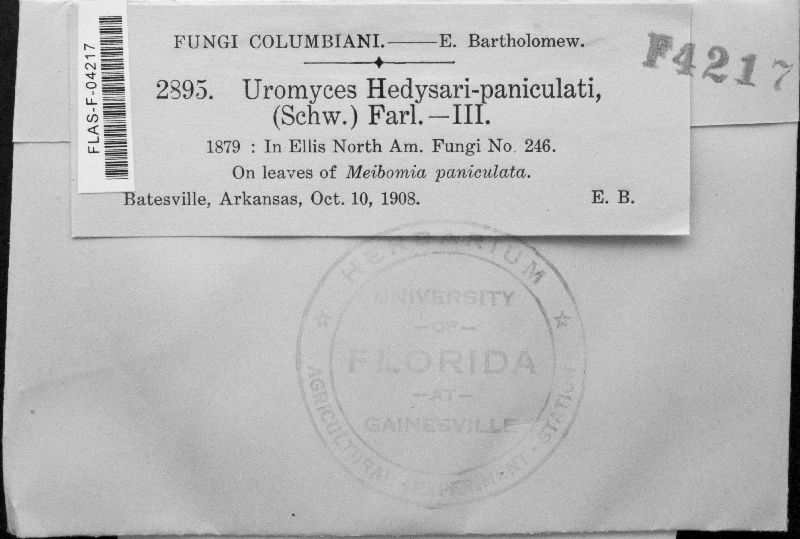 FUNGI COLUMBIANI.——E. Bartholomew.
2895. Uromyces Hedysari-paniculati,
(Schw.) Farl.—III.
1879 : In Ellis North Am. Fungi No. 246.
On leaves of Meibomia paniculata.
Batesville, Arkansas, Oct. 10, 1908. E. B.
FLAS-F-04217
F4217
HERBARIUM
UNIVERSITY
—OF—
FLORIDA
—AT—
GAINESVILLE
AGRICULTURAL EXPERIMENT STATION